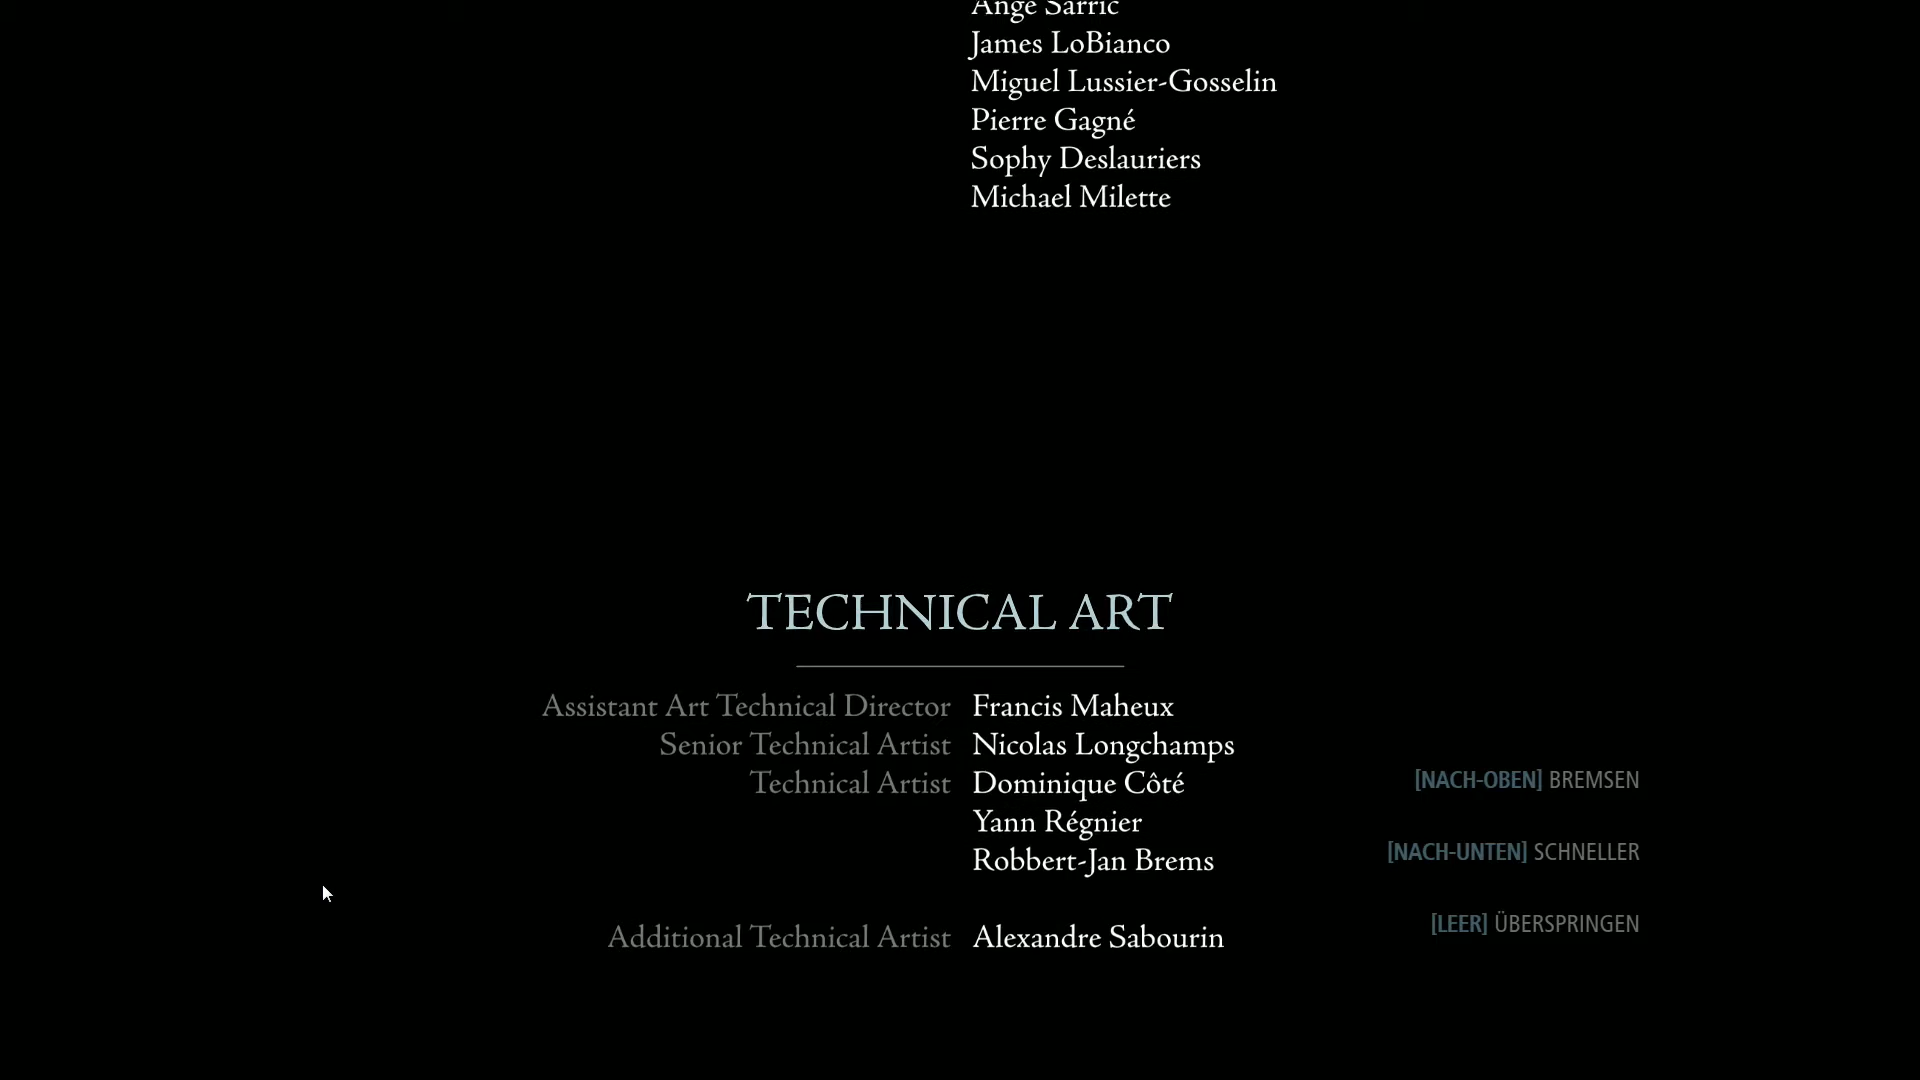 Ange Sarric
James LoBianco
Miguel Lussier-Gosselin
Pierre Gagné
Sophy Deslauriers
Michael Milette
TECHNICAL ART
Assistant Art Technical Director Francis Maheux
Senior Technical Artist Nicolas Longchamps
Technical Artist Dominique Côté
Yann Régnier
Robbert-Jan Brems
Additional Technical Artist Alexandre Sabourin
[NACH-OBEN] BREMSEN
[NACH-UNTEN] SCHNELLER
[LEER] ÜBERSPRINGEN